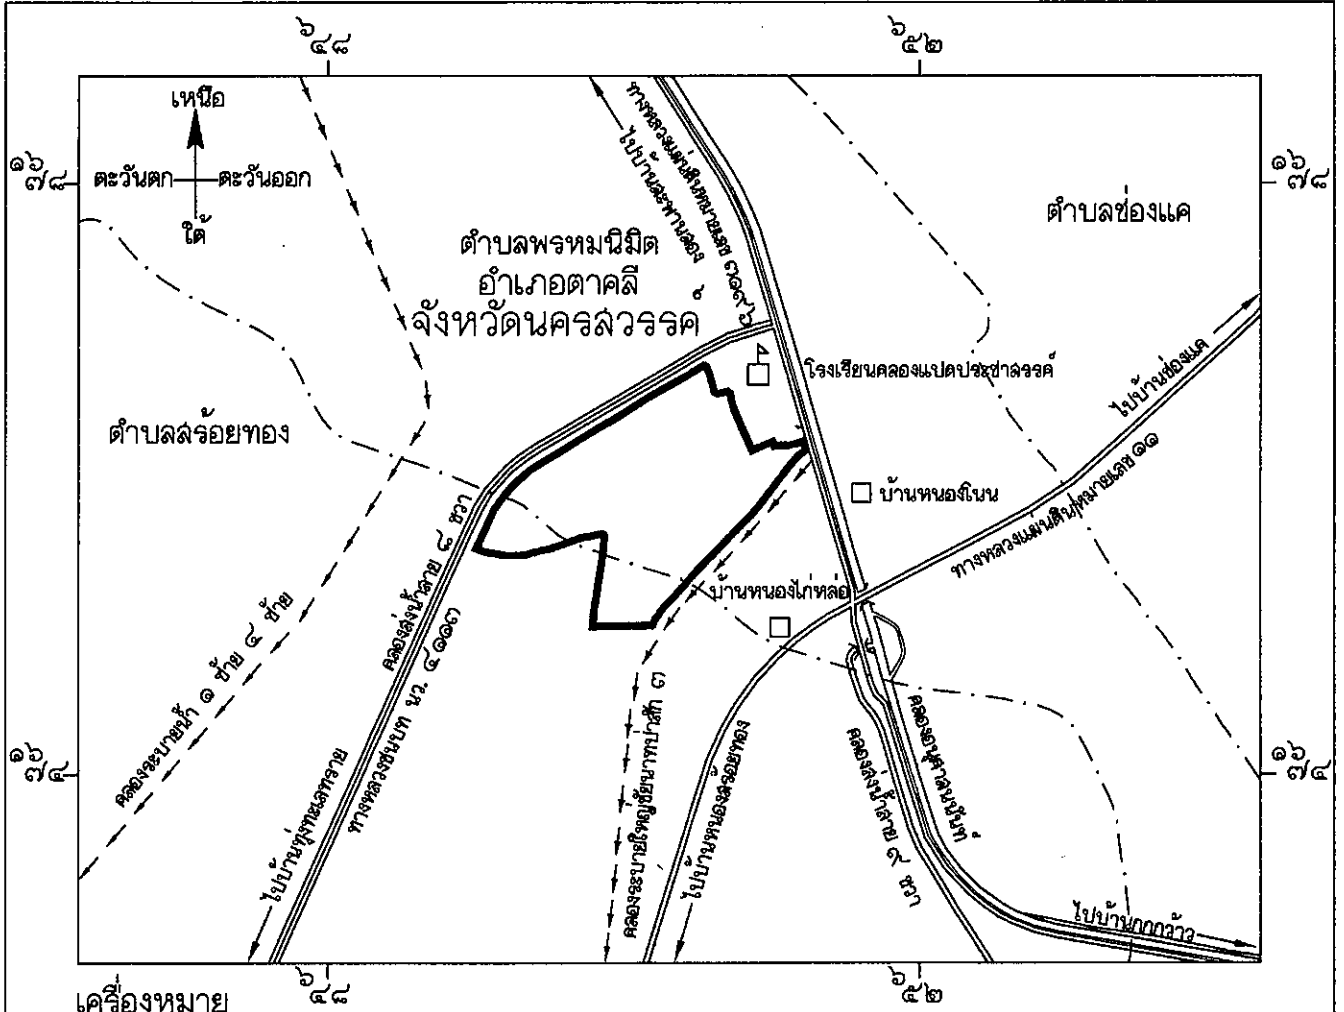 ๖๔๘
๖๕๒
เหนือ
ตะวันตก
ตะวันออก
ใต้
๑๖๗๘
๑๖๗๘
ทางหลวงแผ่นดินหมายเลข ๓๑๙๖
ไปบ้านสะพานสอง
ตำบลช่องแค
ตำบลพรหมนิมิต
อำเภอตาคลี
จังหวัดนครสวรรค์
โรงเรียนคลองแปดประชาสรรค์
ไปบ้านช่องแค
ตำบลสร้อยทอง
บ้านหนองโนน
ทางหลวงแผ่นดินหมายเลข ๑๑
คลองส่งน้ำสาย ๘ ขวา
บ้านหนองไก่หล่อ
คลองระบายน้ำ ๑ ซ้าย ๔ ซ้าย
ทางหลวงชนบท นว. ๔๑๑๓
ไปบ้านทุ่งทะเลทราย
คลองระบายใหญ่ชัยนาทป่าสัก ๓
ไปบ้านหนองสร้อยทอง
คลองส่งน้ำสาย ๙ ขวา
คลองอนุศาสนนันท์
๑๖๗๔
๑๖๗๔
ไปบ้านกกกว้าว
๖๔๘
๖๕๒
เครื่องหมาย